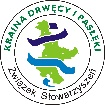 KRAINA DRWĘCY I PASŁĘKI
Związek Stowarzyszeń